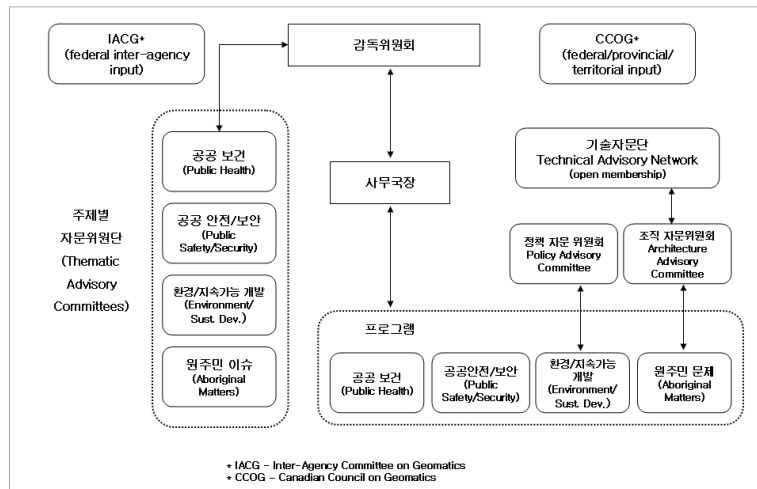 IACG*
(federal inter-agency
input)
감독위원회
CCOG*
(federal/provincial/
territorial input)
주제별
자문위원단
(Thematic
Advisory
Committees)
공공 보건
(Public Health)
공공 안전/보안
(Public
Safety/Security)
환경/지속가능 개발
(Environment/
Sust. Dev.)
원주민 이슈
(Aboriginal
Matters)
사무국장
기술자문단
Technical Advisory Network
(open membership)
정책 자문 위원회
Policy Advisory
Committee
조직 자문위원회
Architecture
Advisory
Committee
프로그램
공공 보건
(Public Health)
공공안전/보안
(Public
Safety/Security)
환경/지속가능
개발
(Environment/
Sust. Dev.)
원주민 문제
(Aboriginal
Matters)
* IACG - Inter-Agency Committee on Geomatics
* CCOG - Canadian Council on Geomatics